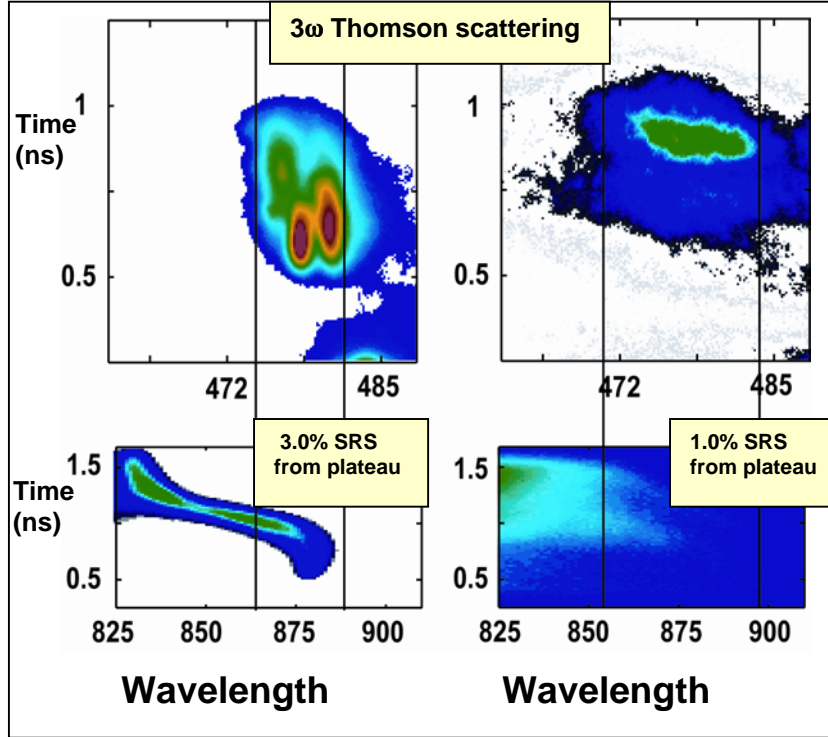 3ω Thomson scattering
Time
(ns)
1
0.5
472
485
1
0.5
472
485
3.0% SRS
from plateau
Time
(ns)
1.5
0.5
825
850
875
900
Wavelength
1.0% SRS
from plateau
1.5
0.5
825
850
875
900
Wavelength